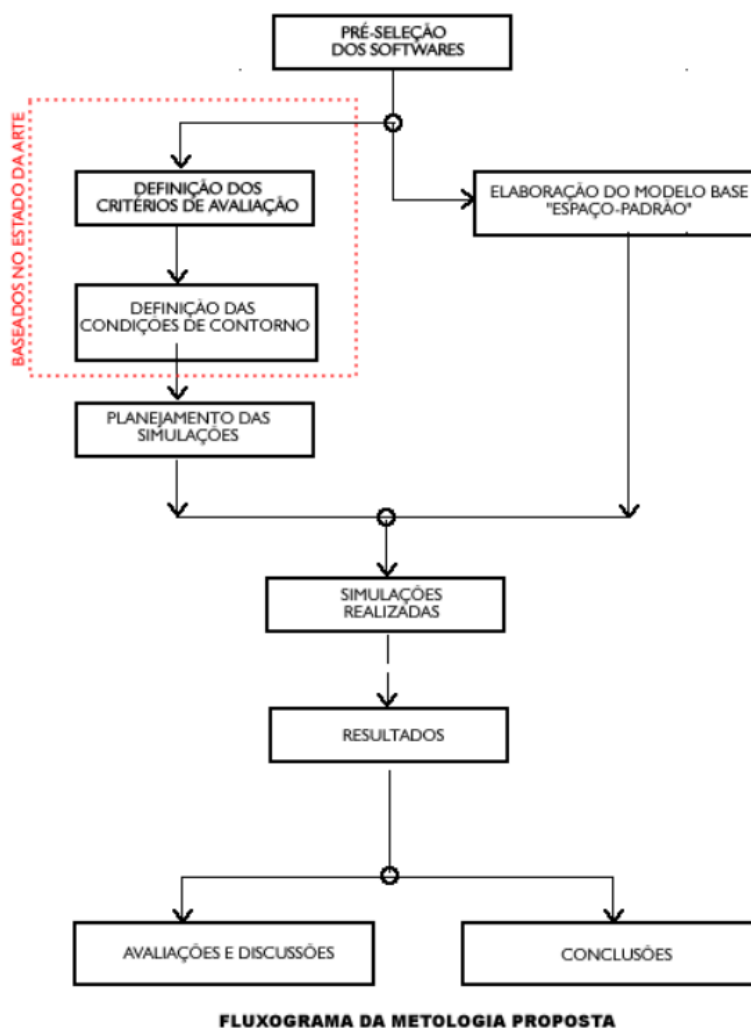 PRÉ-SELEÇÃO
DOS SOFTWARES
BASEADOS NO ESTADO DA ARTE
DEFINIÇÃO DOS
CRITÉRIOS DE AVALIAÇÃO
ELABORAÇÃO DO MODELO BASE
"ESPAÇO-PADRÃO"
DEFINIÇÃO DAS
CONDIÇÕES DE CONTORNO
PLANEJAMENTO DAS
SIMULAÇÕES
SIMULAÇÕES
REALIZADAS
RESULTADOS
AVALIAÇÕES E DISCUSSÕES
CONCLUSÕES
FLUXOGRAMA DA METOLOGIA PROPOSTA